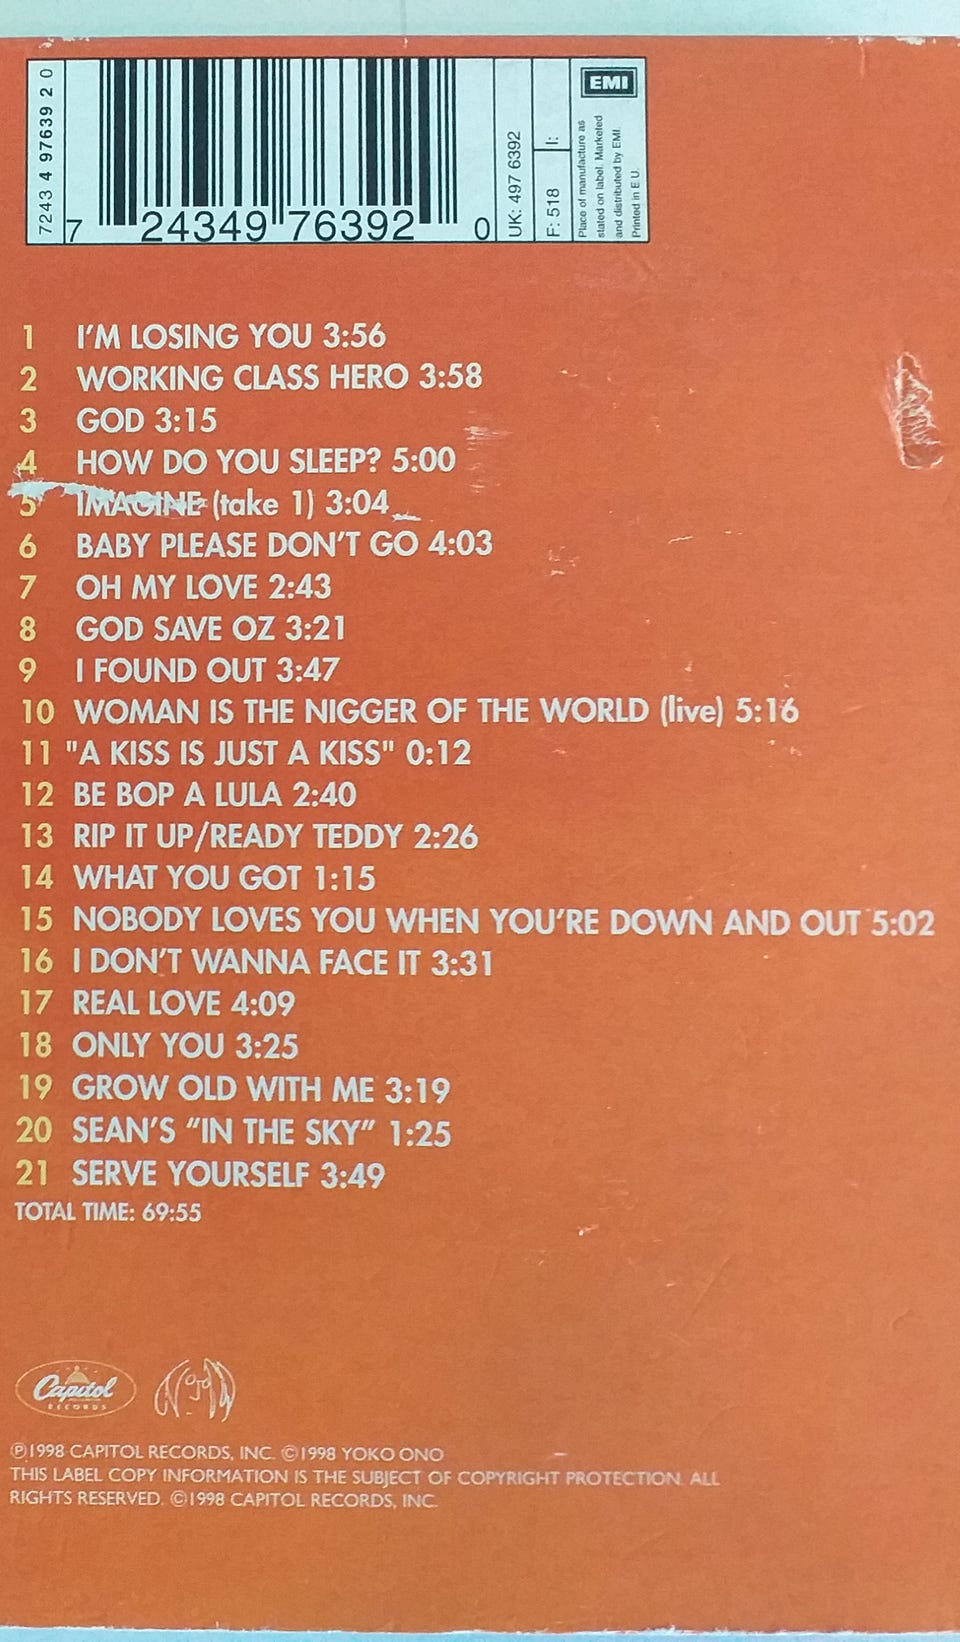 7243 4 97639 2 0
7 24349 76392 0
UK: 497 6392
F: 518
I:
EMI
Place of manufacture as
stated on label. Marketed
and distributed by EMI.
Printed in E.U.
1 I'M LOSING YOU 3:56
2 WORKING CLASS HERO 3:58
3 GOD 3:15
4 HOW DO YOU SLEEP? 5:00
5 IMAGINE (take 1) 3:04
6 BABY PLEASE DON'T GO 4:03
7 OH MY LOVE 2:43
8 GOD SAVE OZ 3:21
9 I FOUND OUT 3:47
10 WOMAN IS THE NIGGER OF THE WORLD (live) 5:16
11 "A KISS IS JUST A KISS" 0:12
12 BE BOP A LULA 2:40
13 RIP IT UP/READY TEDDY 2:26
14 WHAT YOU GOT 1:15
15 NOBODY LOVES YOU WHEN YOU'RE DOWN AND OUT 5:02
16 I DON'T WANNA FACE IT 3:31
17 REAL LOVE 4:09
18 ONLY YOU 3:25
19 GROW OLD WITH ME 3:19
20 SEAN'S "IN THE SKY" 1:25
21 SERVE YOURSELF 3:49
TOTAL TIME: 69:55
Capitol
RECORDS
℗1998 CAPITOL RECORDS, INC. ©1998 YOKO ONO
THIS LABEL COPY INFORMATION IS THE SUBJECT OF COPYRIGHT PROTECTION. ALL
RIGHTS RESERVED. ©1998 CAPITOL RECORDS, INC.